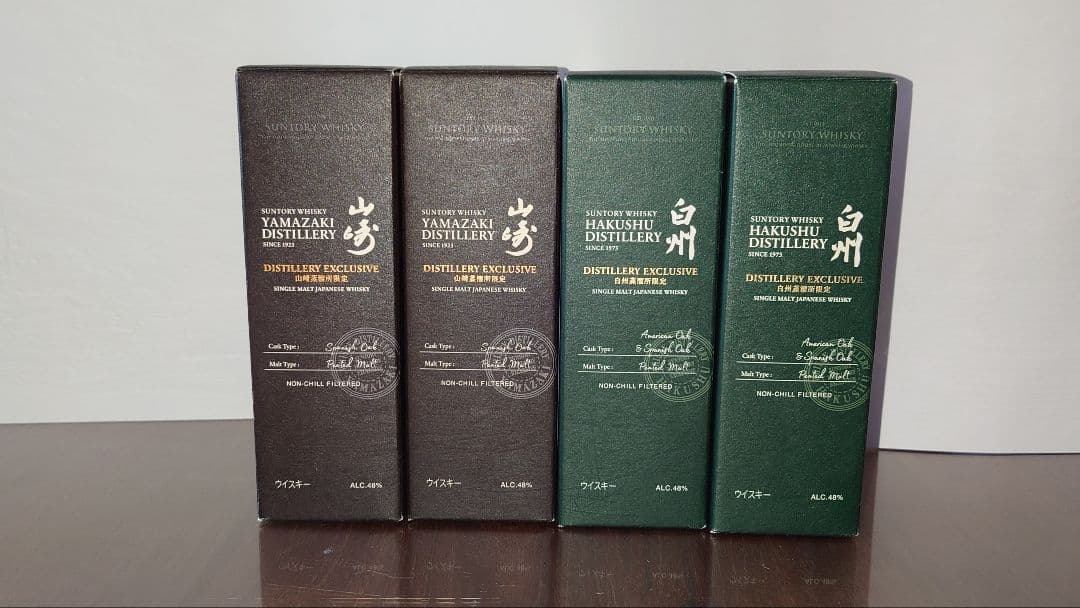 SUNTORY WHISKY
SUNTORY WHISKY
YAMAZAKI
DISTILLERY
SINCE 1923
山崎
DISTILLERY EXCLUSIVE
山崎蒸溜所限定
SINGLE MALT JAPANESE WHISKY
Cask Type : Spanish Oak
Malt Type : Peated Malt
NON-CHILL FILTERED
ウイスキー
ALC.48%
SUNTORY WHISKY
SUNTORY WHISKY
YAMAZAKI
DISTILLERY
SINCE 1923
山崎
DISTILLERY EXCLUSIVE
山崎蒸溜所限定
SINGLE MALT JAPANESE WHISKY
Cask Type : Spanish Oak
Malt Type : Peated Malt
NON-CHILL FILTERED
YAMAZAKI
ウイスキー
ALC.48%
SUNTORY WHISKY
SUNTORY WHISKY
HAKUSHU
DISTILLERY
SINCE 1973
白州
DISTILLERY EXCLUSIVE
白州蒸溜所限定
SINGLE MALT JAPANESE WHISKY
American Oak
Cask Type : & Spanish Oak
Malt Type : Peated Malt
NON-CHILL FILTERED
HAKUSHU
ウイスキー
ALC.48%
SUNTORY WHISKY
SUNTORY WHISKY
HAKUSHU
DISTILLERY
SINCE 1973
白州
DISTILLERY EXCLUSIVE
白州蒸溜所限定
SINGLE MALT JAPANESE WHISKY
American Oak
Cask Type : & Spanish Oak
Malt Type : Peated Malt
NON-CHILL FILTERED
HAKUSHU
ウイスキー
ALC.48%